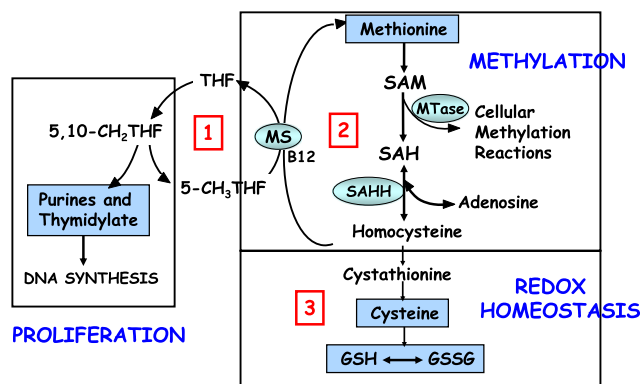 Methionine
METHYLATION
THF
SAM
MTase
Cellular
Methylation
Reactions
1
2
5,10-CH₂THF
MS
B12
SAH
5-CH₃THF
SAHH
Adenosine
Purines and
Thymidylate
Homocysteine
DNA SYNTHESIS
Cystathionine
REDOX
HOMEOSTASIS
3
Cysteine
PROLIFERATION
GSH
GSSG